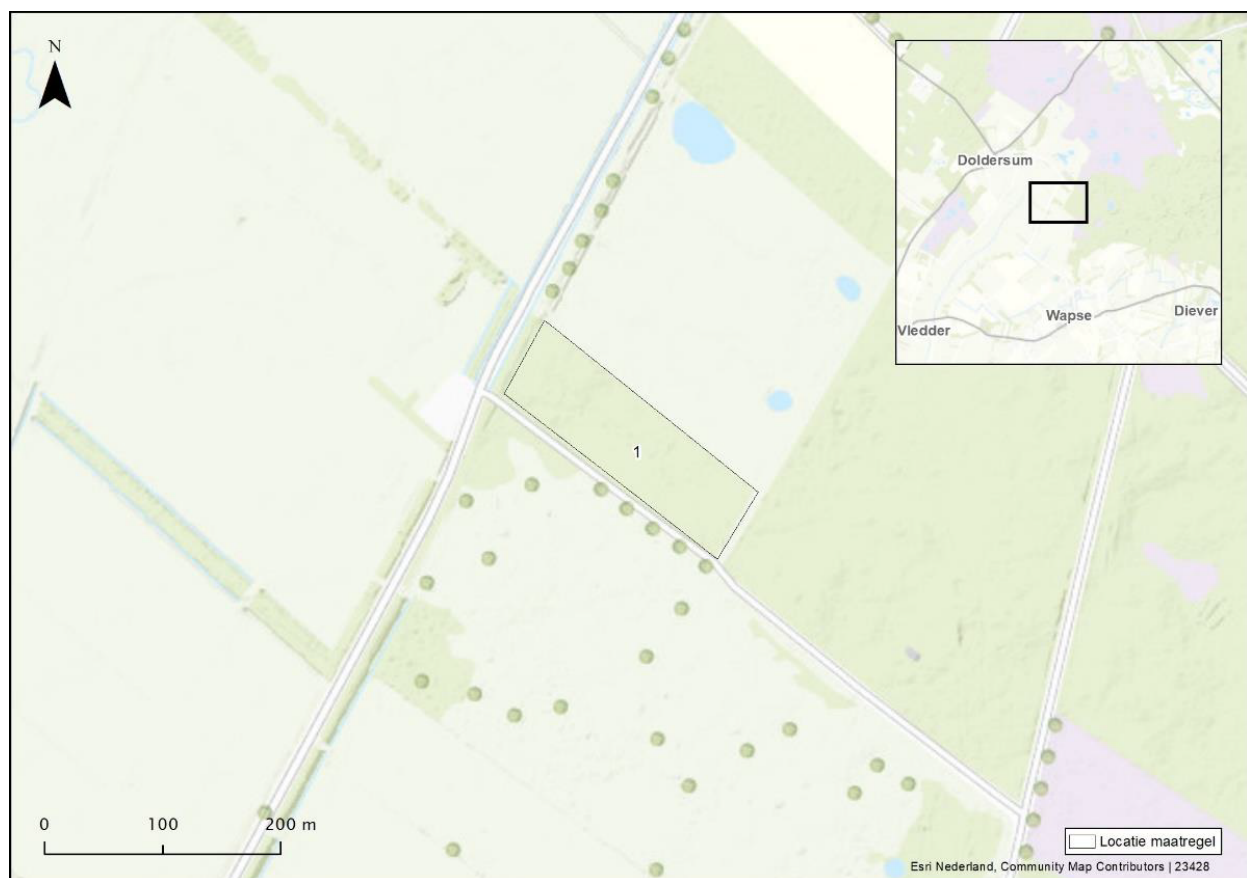 N
Doldersum
Wapse
Diever
Vledder
1
0 100 200 m
Locatie maatregel
Esri Nederland, Community Map Contributors | 23428